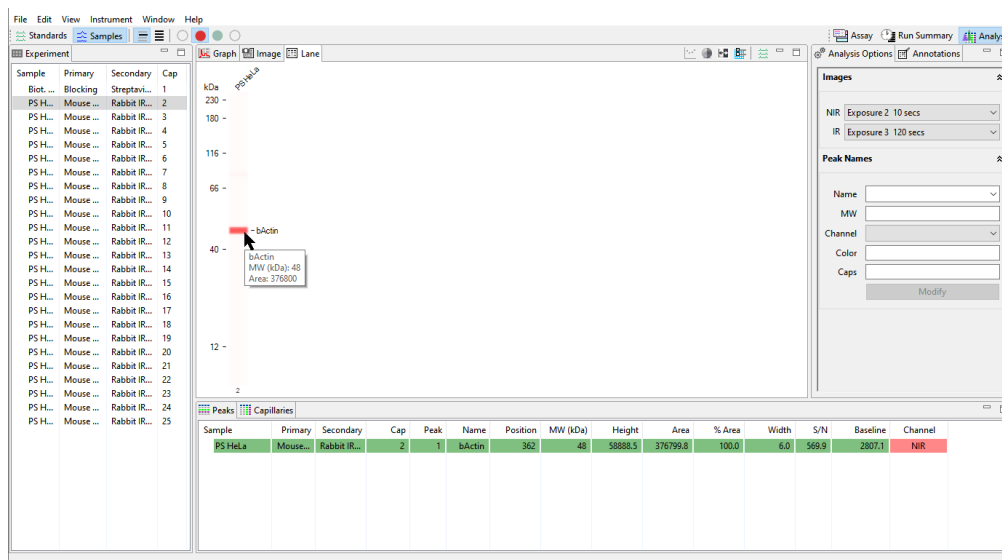 File Edit View Instrument Window Help
Standards Samples Assay Run Summary Analys
Experiment
Sample Primary Secondary Cap
Biot. ... Blocking Streptavi... 1
PS H... Mouse ... Rabbit IR... 2
PS H... Mouse ... Rabbit IR... 3
PS H... Mouse ... Rabbit IR... 4
PS H... Mouse ... Rabbit IR... 5
PS H... Mouse ... Rabbit IR... 6
PS H... Mouse ... Rabbit IR... 7
PS H... Mouse ... Rabbit IR... 8
PS H... Mouse ... Rabbit IR... 9
PS H... Mouse ... Rabbit IR... 10
PS H... Mouse ... Rabbit IR... 11
PS H... Mouse ... Rabbit IR... 12
PS H... Mouse ... Rabbit IR... 13
PS H... Mouse ... Rabbit IR... 14
PS H... Mouse ... Rabbit IR... 15
PS H... Mouse ... Rabbit IR... 16
PS H... Mouse ... Rabbit IR... 17
PS H... Mouse ... Rabbit IR... 18
PS H... Mouse ... Rabbit IR... 19
PS H... Mouse ... Rabbit IR... 20
PS H... Mouse ... Rabbit IR... 21
PS H... Mouse ... Rabbit IR... 22
PS H... Mouse ... Rabbit IR... 23
PS H... Mouse ... Rabbit IR... 24
PS H... Mouse ... Rabbit IR... 25
Graph Image Lane
PS HeLa
kDa
230
180
116
66
bActin
40
bActin
MW (kDa): 48
Area: 376800
12
2
Analysis Options Annotations
Images
NIR Exposure 2 10 secs
IR Exposure 3 120 secs
Peak Names
Name
MW
Channel
Color
Caps
Modify
Peaks Capillaries
Sample Primary Secondary Cap Peak Name Position MW (kDa) Height Area % Area Width S/N Baseline Channel
PS HeLa Mouse... Rabbit IR... 2 1 bActin 362 48 58888.5 376799.8 100.0 6.0 569.9 2807.1 NIR